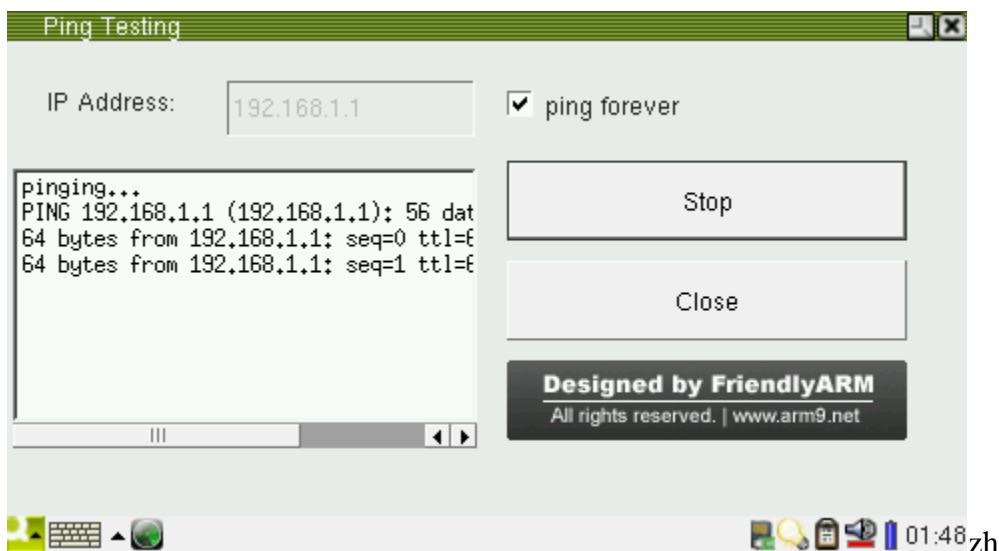 Ping Testing
IP Address:
192.168.1.1
ping forever
pinging...
PING 192.168.1.1 (192.168.1.1): 56 dat
64 bytes from 192.168.1.1: seq=0 ttl=6
64 bytes from 192.168.1.1: seq=1 ttl=6
Stop
Close
Designed by FriendlyARM
All rights reserved. | www.arm9.net
01:48
zh